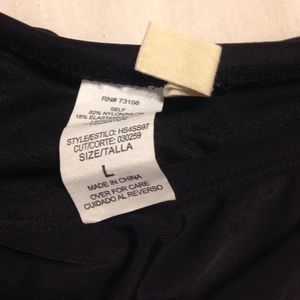 RN# 73156
SELF
82% NYLON/NILON
18% ELASTANE/
STYLE/ESTILO: HS4SS97
CUT/CORTE: 030259
SIZE/TALLA
L
MADE IN CHINA
OVER FOR CARE
CUIDADO AL REVERSO